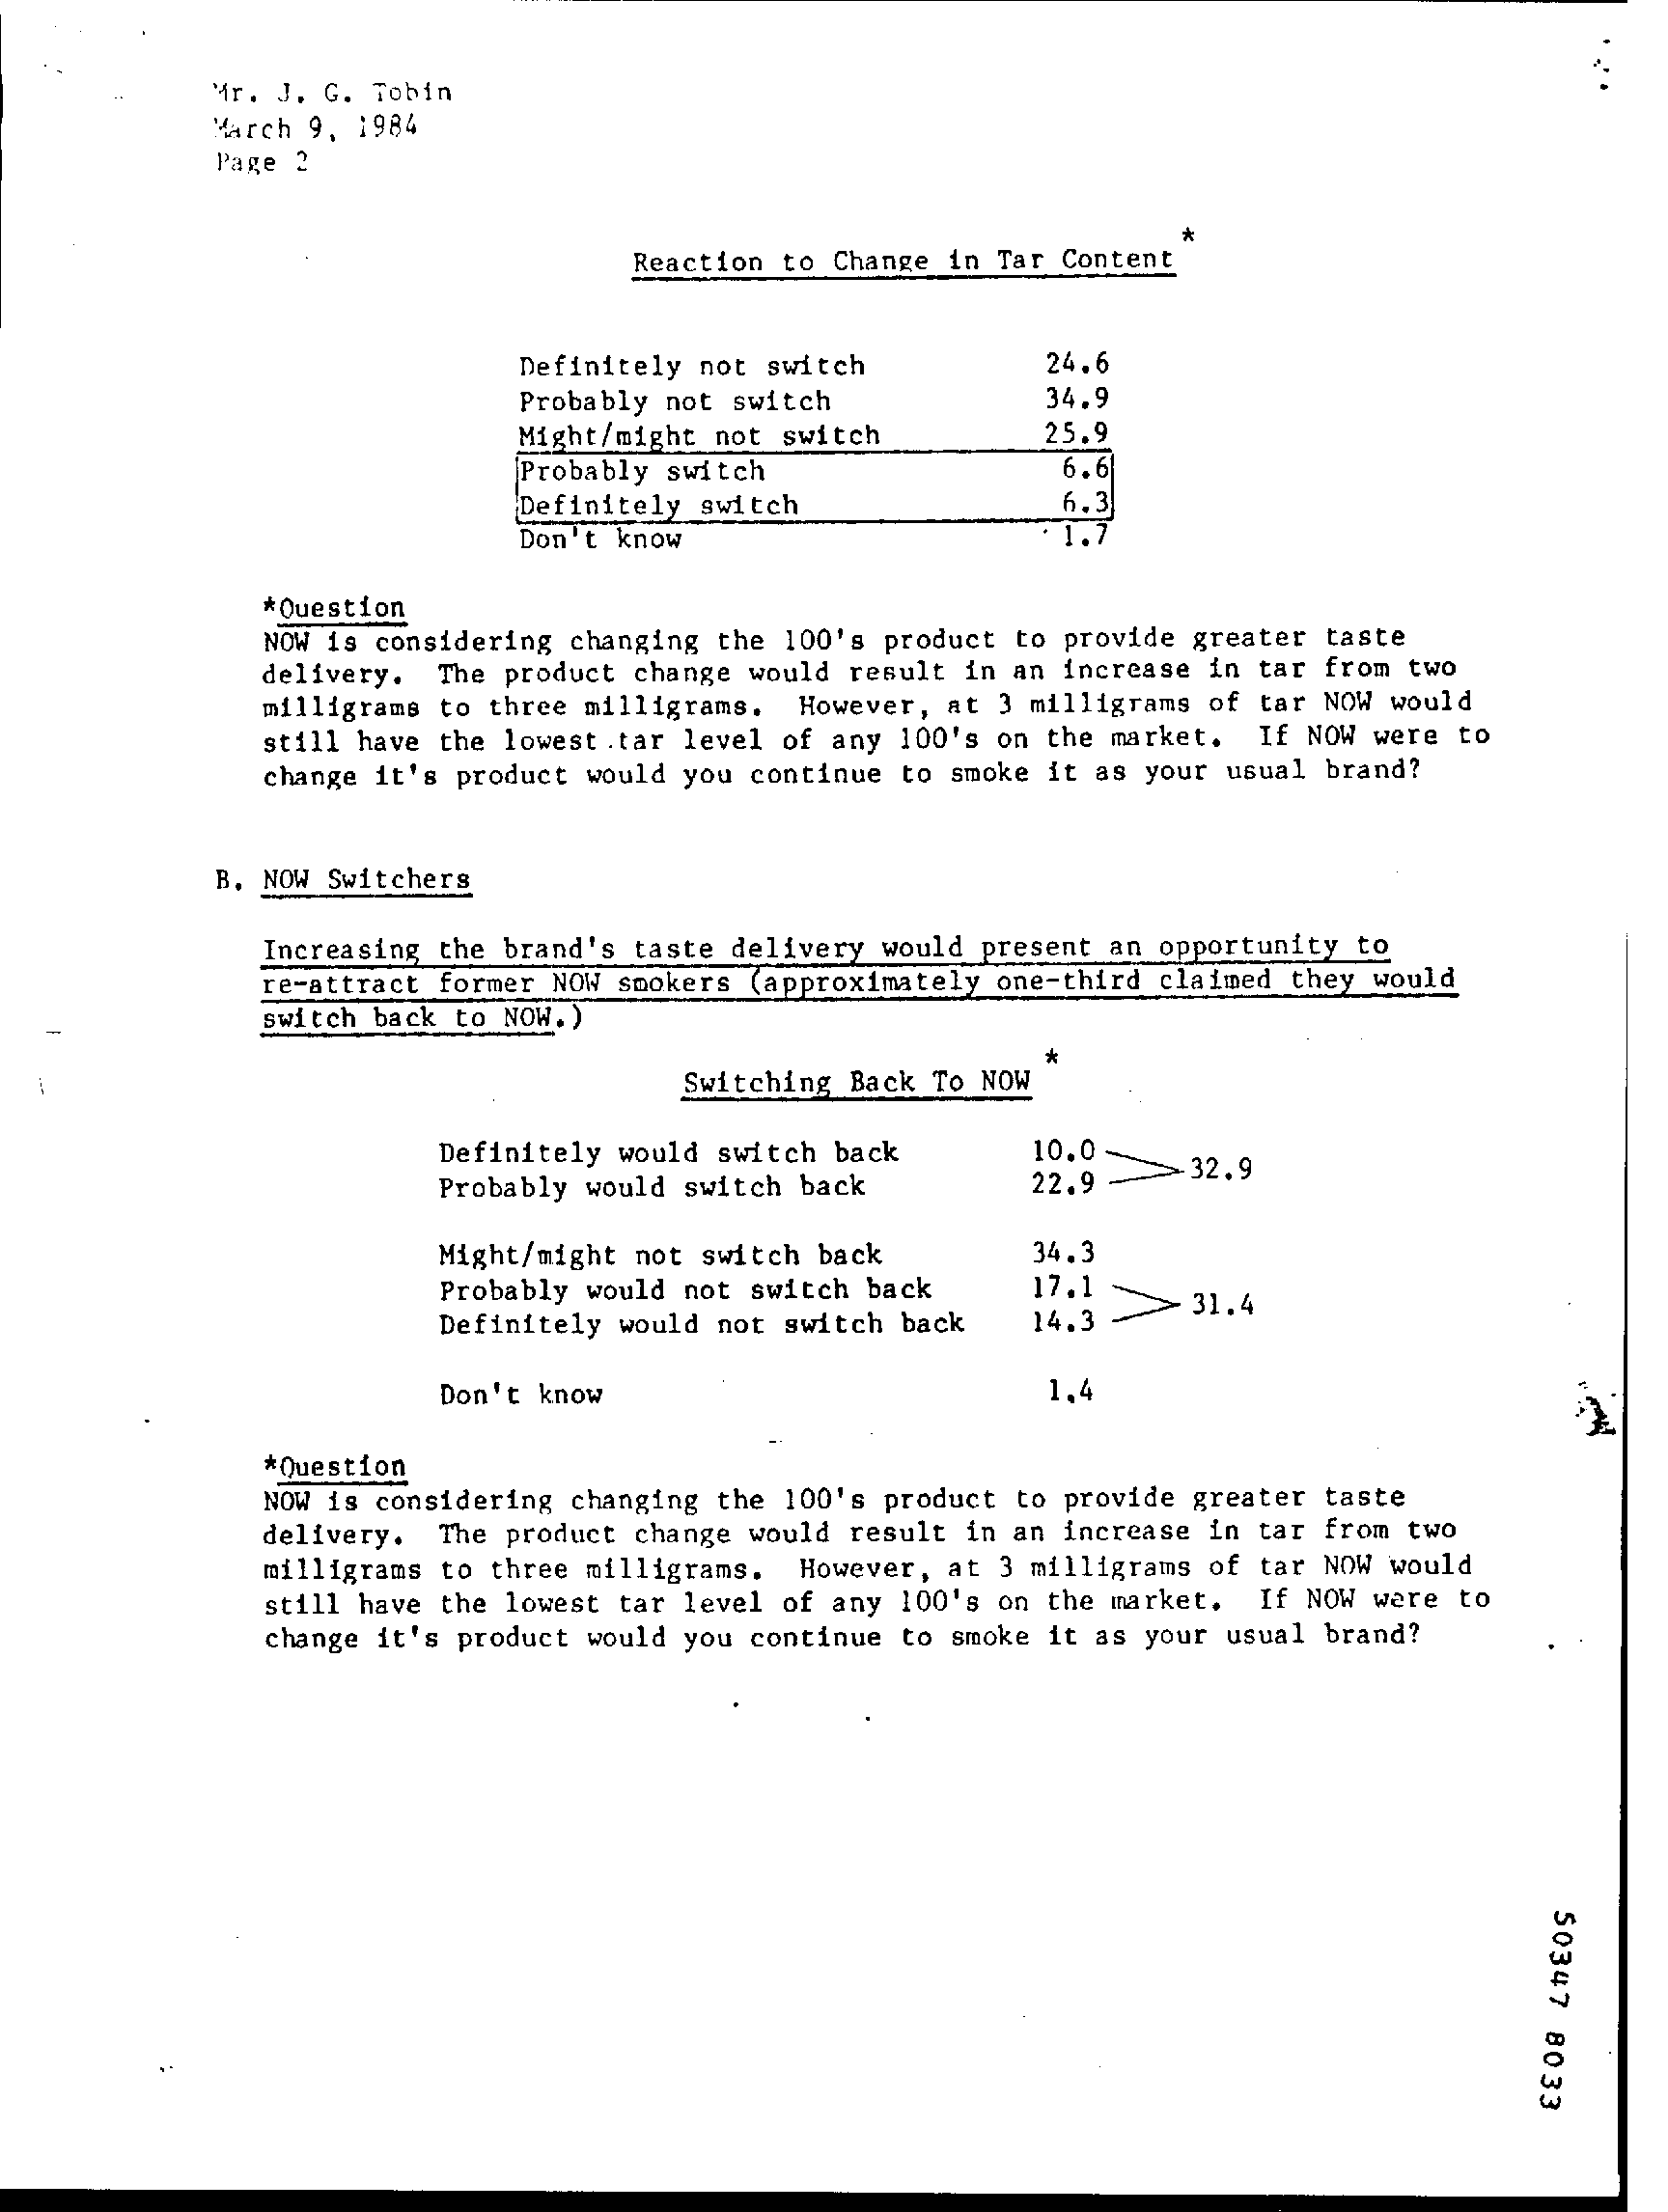 Mr. J. G. Tobin
March 9, 1984
Page 2
Reaction to Change in Tar Content *
Definitely not switch 24.6
Probably not switch 34.9
Might/might not switch 25.9
Probably switch 6.6
Definitely switch 6.3
Don't know 1.7
*Question
NOW is considering changing the 100's product to provide greater taste
delivery. The product change would result in an increase in tar from two
milligrams to three milligrams. However, at 3 milligrams of tar NOW would
still have the lowest tar level of any 100's on the market. If NOW were to
change it's product would you continue to smoke it as your usual brand?
B. NOW Switchers
Increasing the brand's taste delivery would present an opportunity to
re-attract former NOW smokers (approximately one-third claimed they would
switch back to NOW.)
Switching Back To NOW *
Definitely would switch back 10.0
32.9
Probably would switch back 22.9
Might/might not switch back 34.3
Probably would not switch back 17.1
31.4
Definitely would not switch back 14.3
Don't know 1.4
*Question
NOW is considering changing the 100's product to provide greater taste
delivery. The product change would result in an increase in tar from two
milligrams to three milligrams. However, at 3 milligrams of tar NOW would
still have the lowest tar level of any 100's on the market. If NOW were to
change it's product would you continue to smoke it as your usual brand?
50347 8033